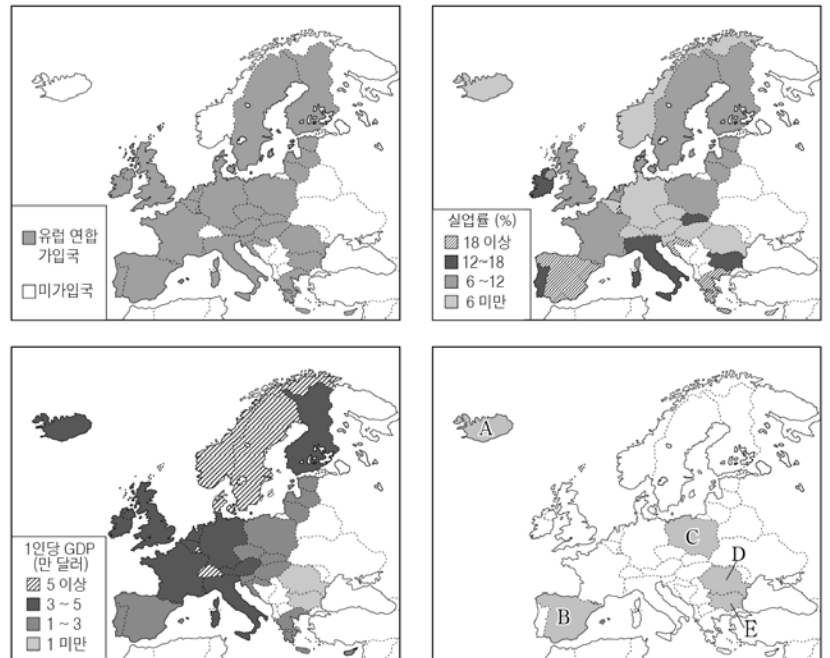 유럽 연합
가입국
미가입국
실업률 (%)
18 이상
12~18
6 ~12
6 미만
1인당 GDP
(만 달러)
5 이상
3 ~ 5
1 ~ 3
1 미만
A
C
D
B
E